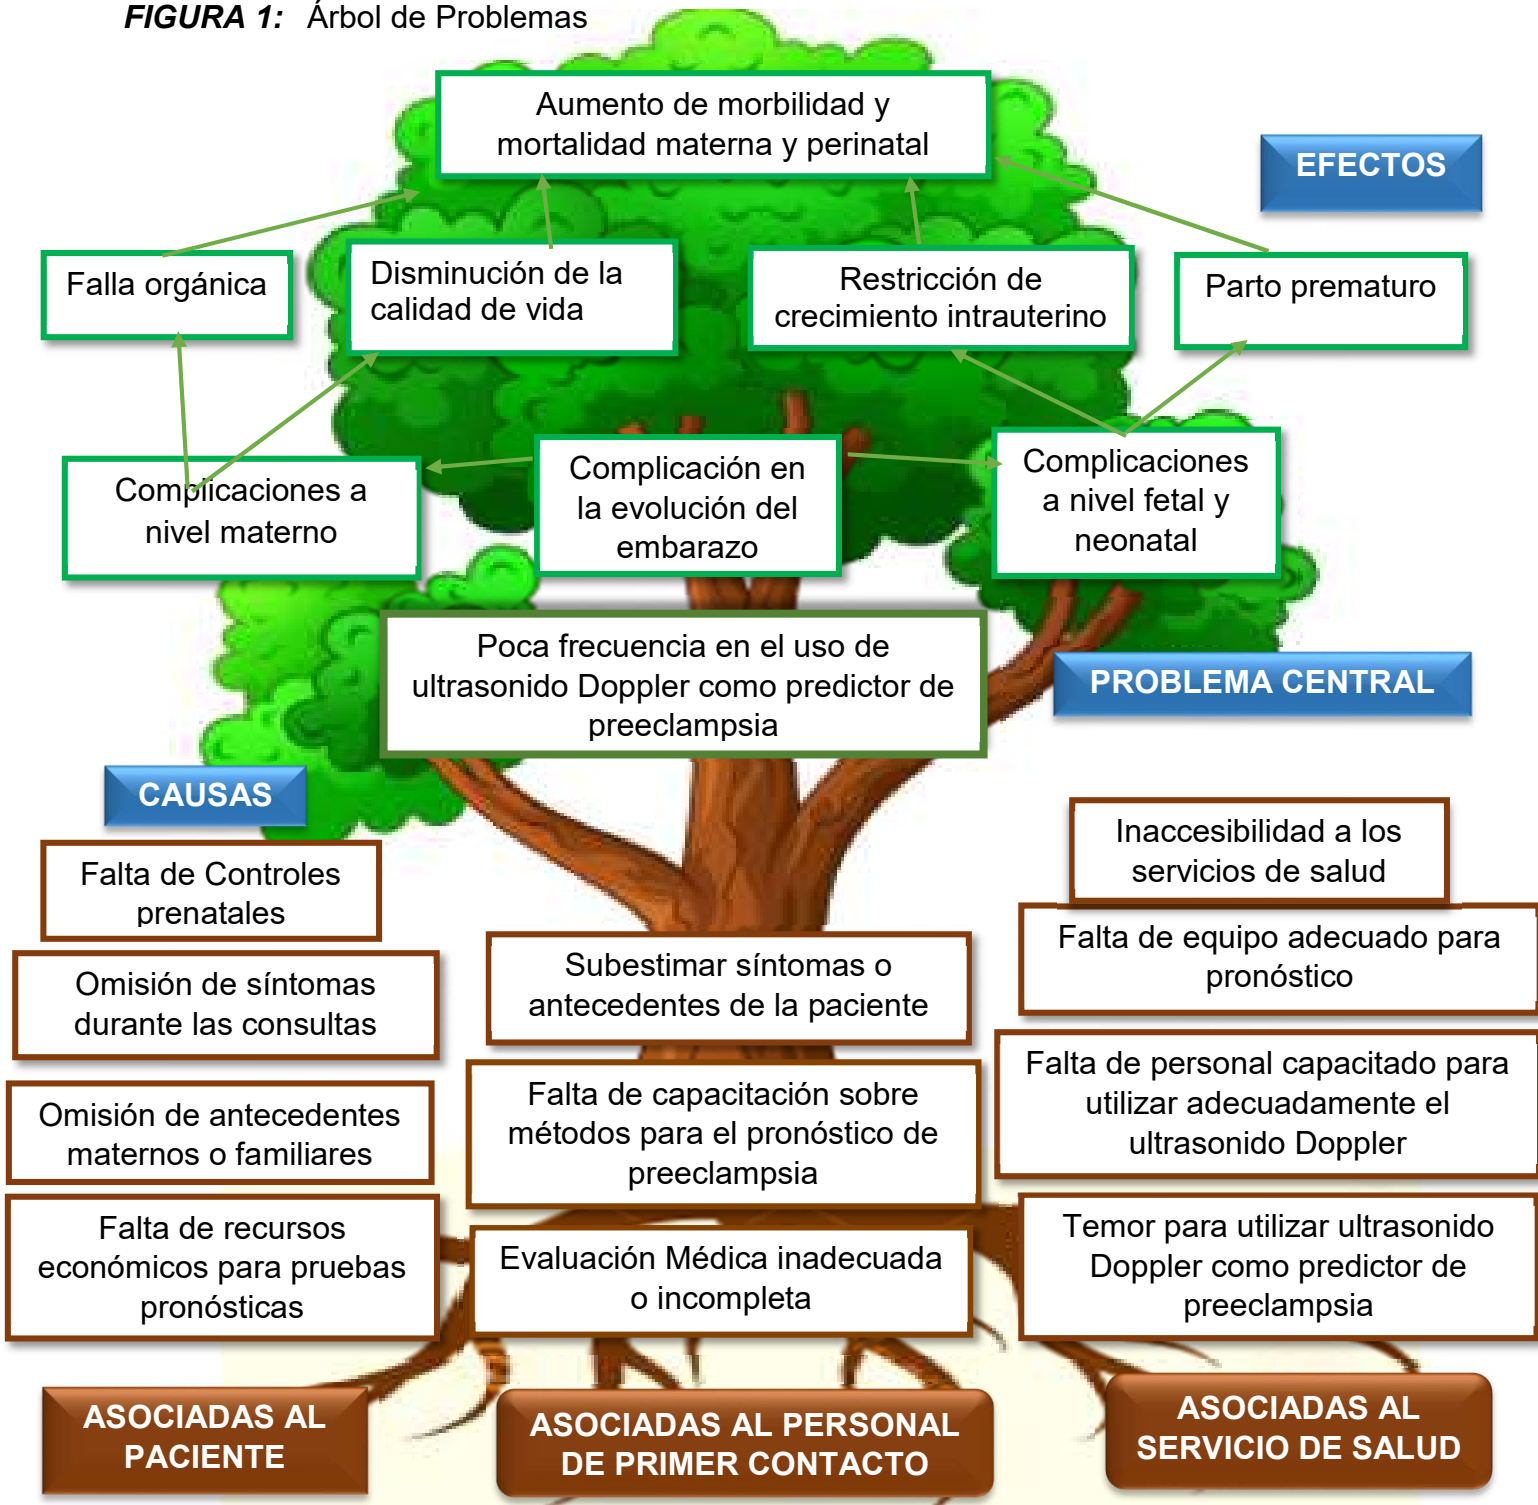 FIGURA 1: Árbol de Problemas
Aumento de morbilidad y
mortalidad materna y perinatal
EFECTOS
Falla orgánica
Disminución de la
calidad de vida
Restricción de
crecimiento intrauterino
Parto prematuro
Complicaciones a
nivel materno
Complicación en
la evolución del
embarazo
Complicaciones
a nivel fetal y
neonatal
Poca frecuencia en el uso de
ultrasonido Doppler como predictor de
preeclampsia
PROBLEMA CENTRAL
CAUSAS
Falta de Controles
prenatales
Omisión de síntomas
durante las consultas
Omisión de antecedentes
maternos o familiares
Falta de recursos
económicos para pruebas
pronósticas
ASOCIADAS AL
PACIENTE
Subestimar síntomas o
antecedentes de la paciente
Falta de capacitación sobre
métodos para el pronóstico de
preeclampsia
Evaluación Médica inadecuada
o incompleta
ASOCIADAS AL PERSONAL
DE PRIMER CONTACTO
Inaccesibilidad a los
servicios de salud
Falta de equipo adecuado para
pronóstico
Falta de personal capacitado para
utilizar adecuadamente el
ultrasonido Doppler
Temor para utilizar ultrasonido
Doppler como predictor de
preeclampsia
ASOCIADAS AL
SERVICIO DE SALUD